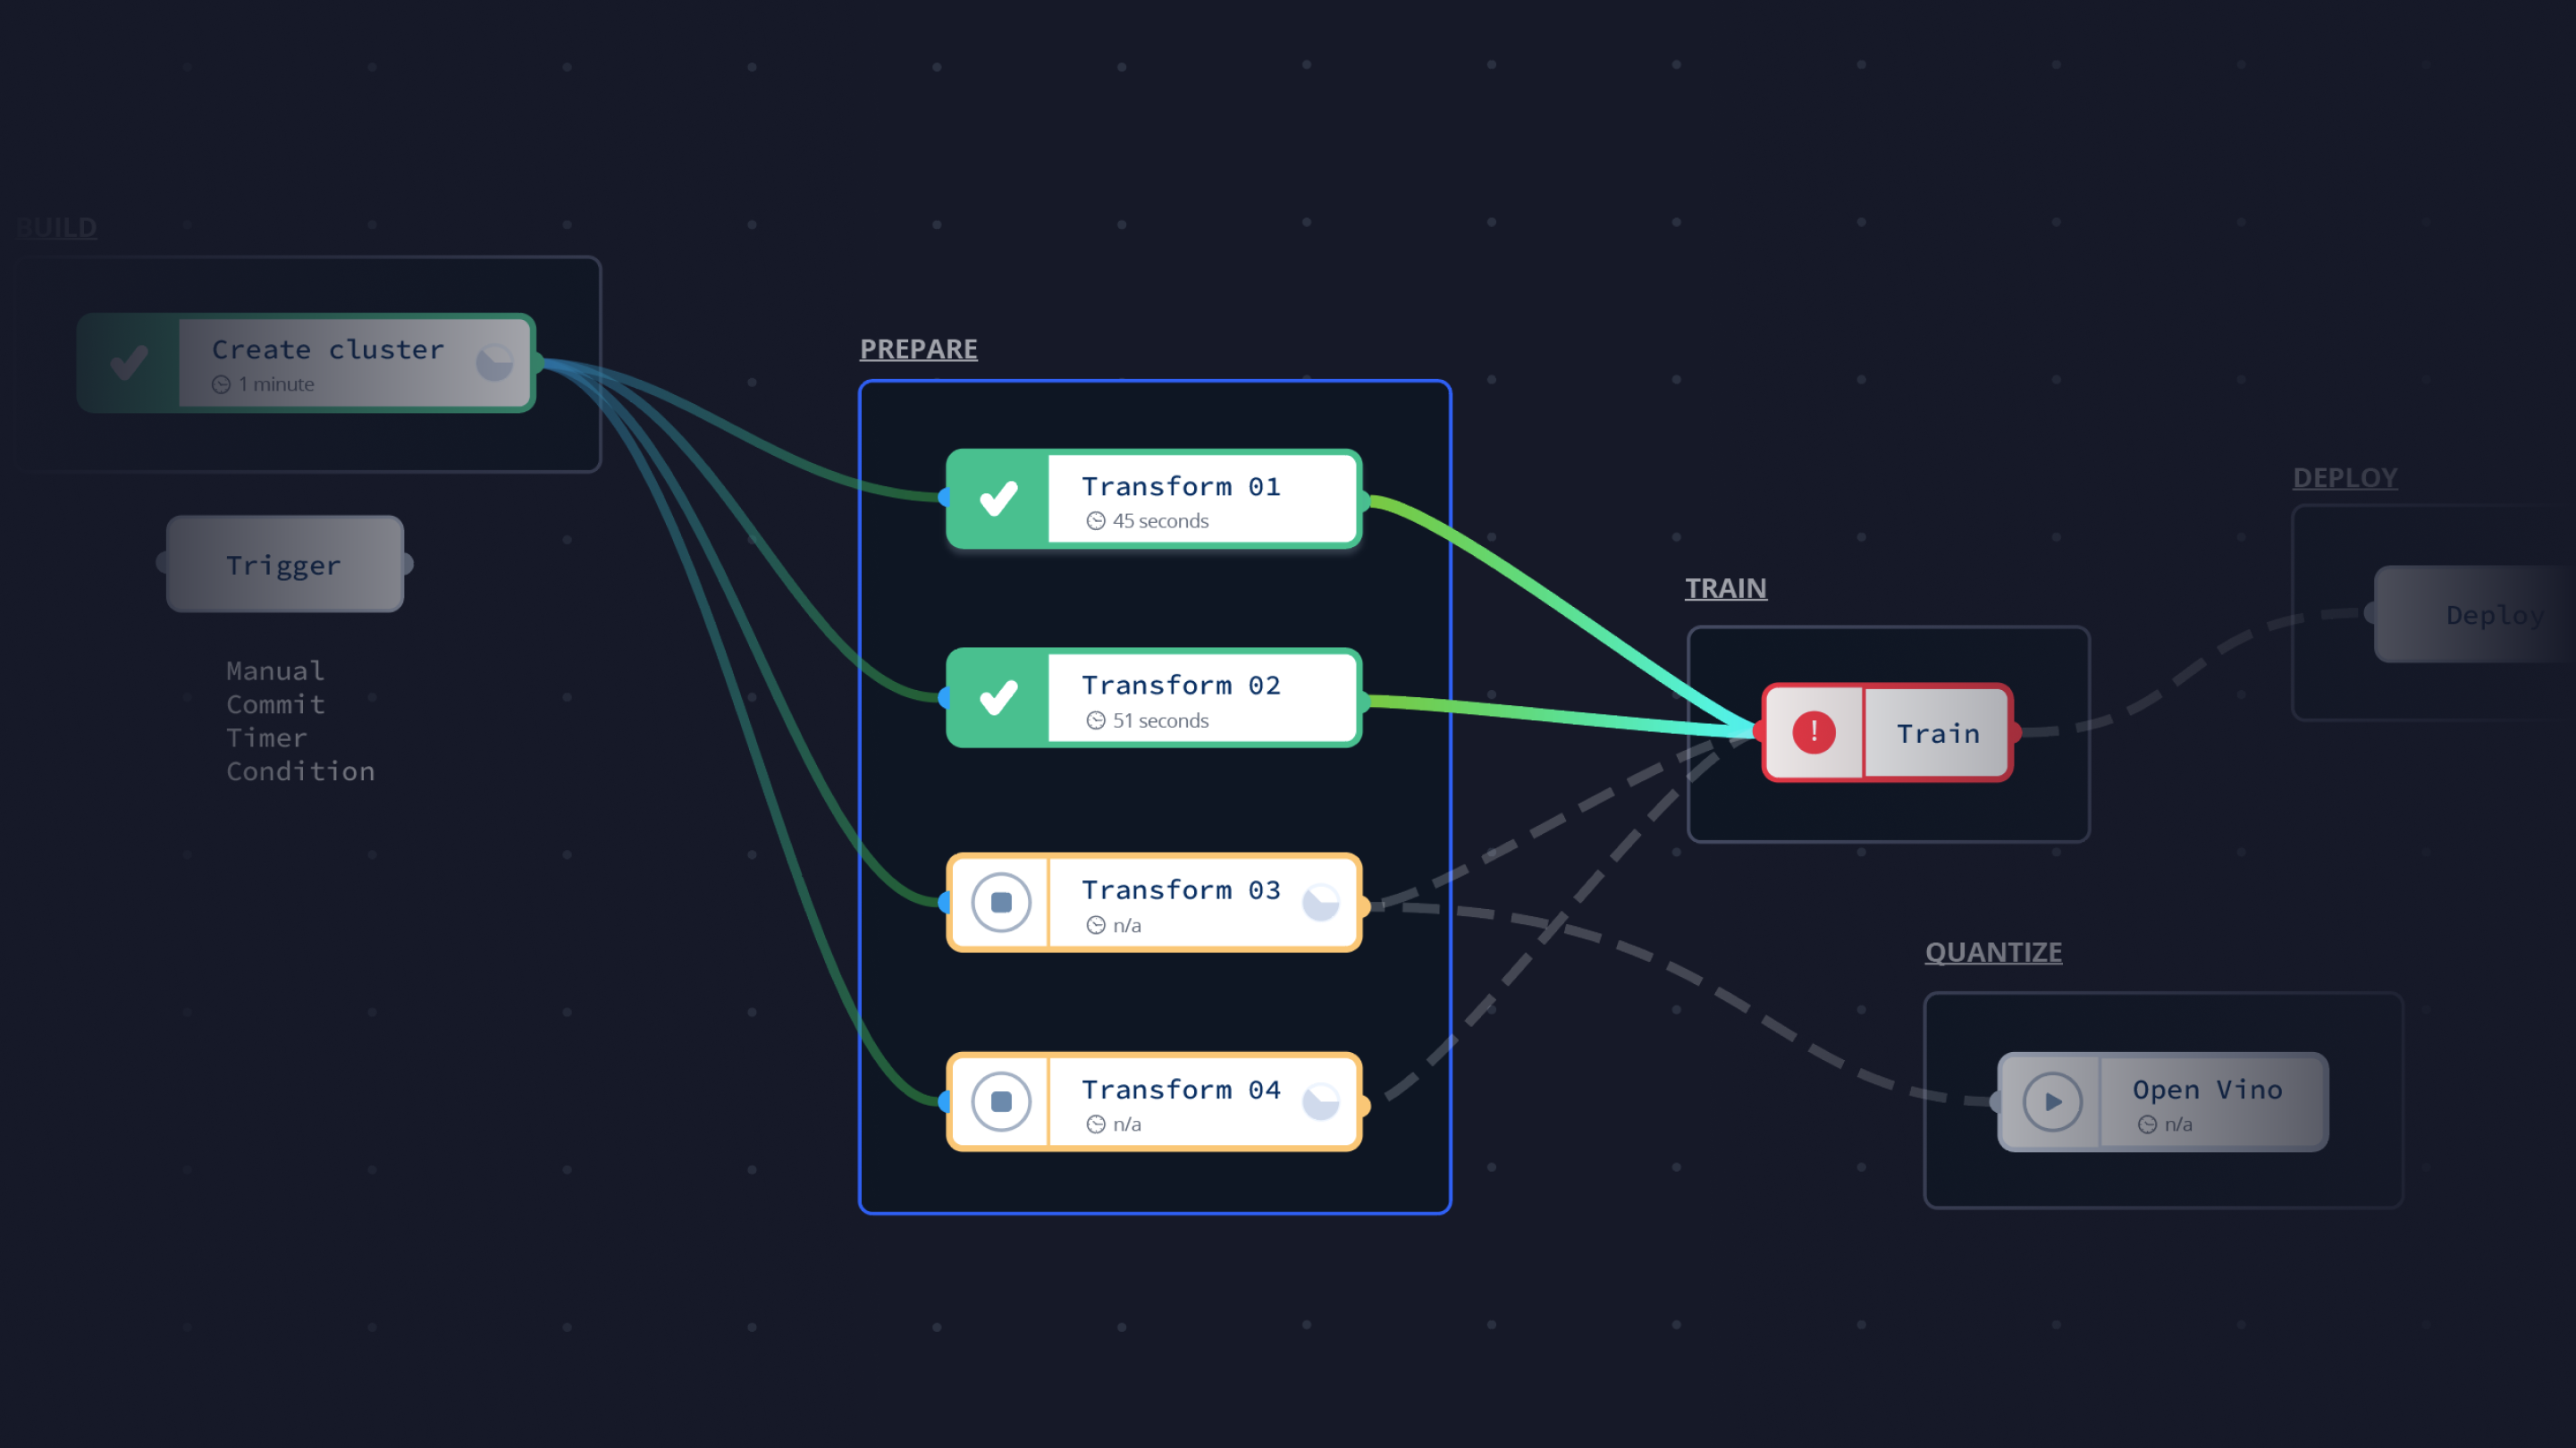 BUILD
Create cluster
1 minute
Trigger
Manual
Commit
Timer
Condition
PREPARE
Transform 01
45 seconds
Transform 02
51 seconds
Transform 03
n/a
Transform 04
n/a
TRAIN
!
Train
QUANTIZE
Open Vino
n/a
DEPLOY
Deploy